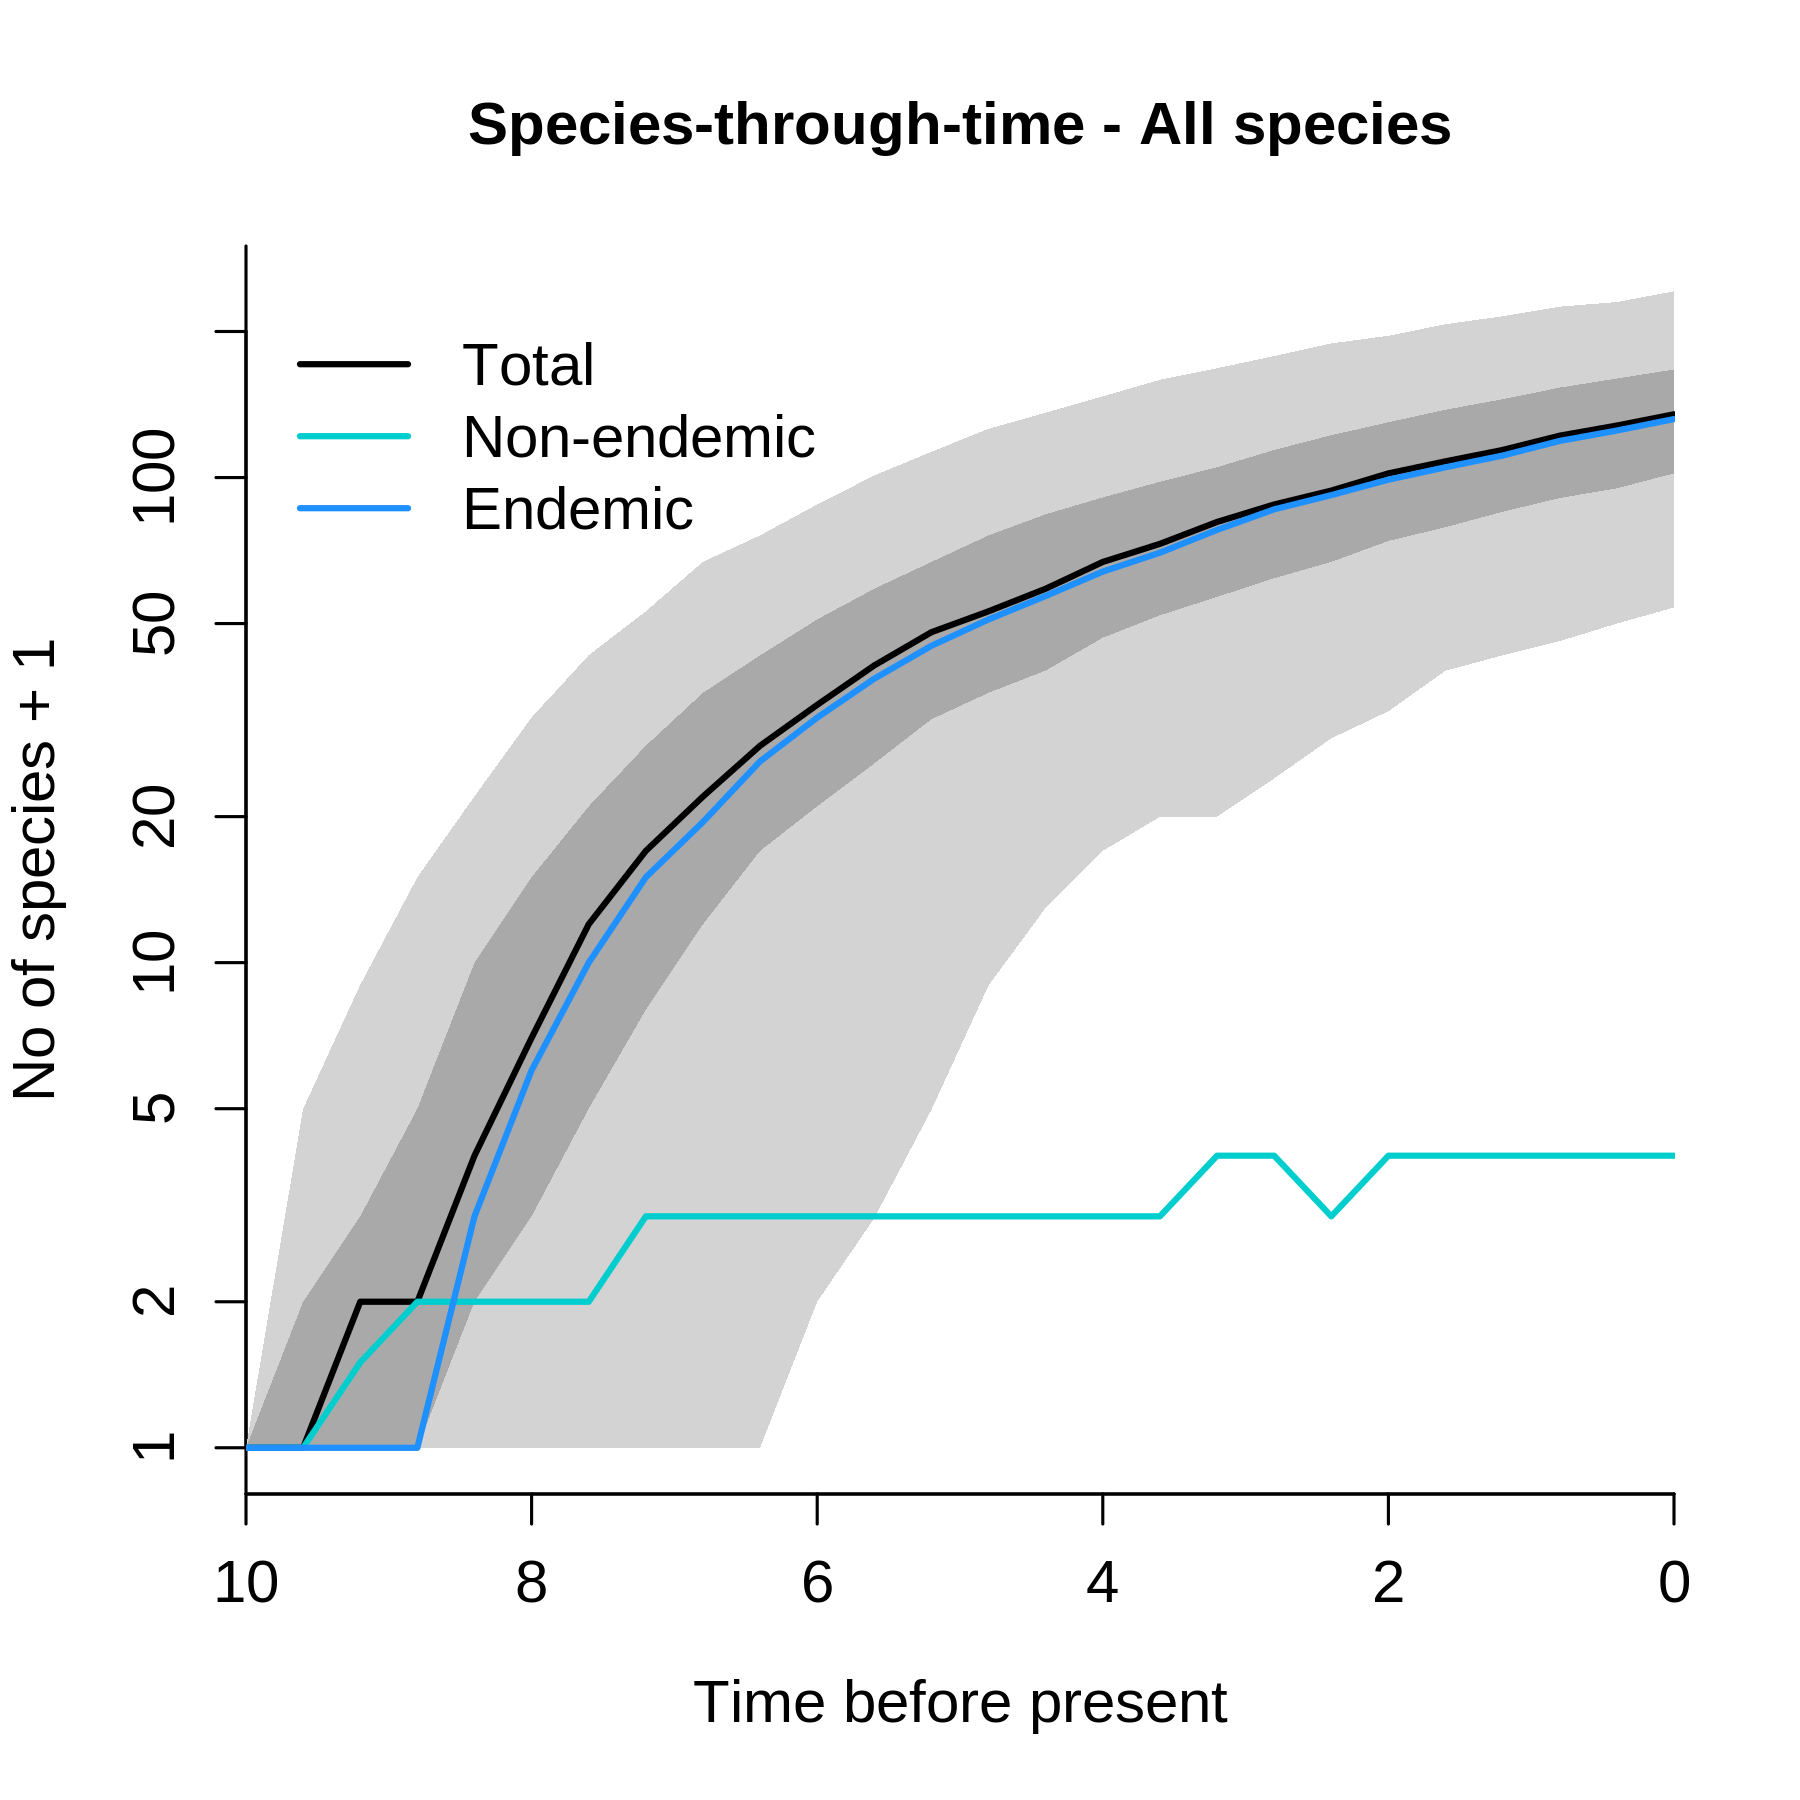 Species-through-time - All species
Total
Non-endemic
Endemic
No of species + 1
100
50
20
10
5
2
1
10 8 6 4 2 0
Time before present